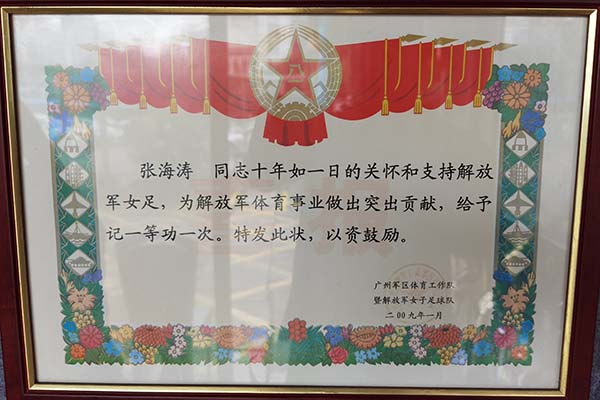 张海涛 同志十年如一日的关怀和支持解放
军女足，为解放军体育事业做出突出贡献，给予
记一等功一次。特发此状，以资鼓励。
广州军区体育工作队
暨解放军女子足球队
二00九年一月